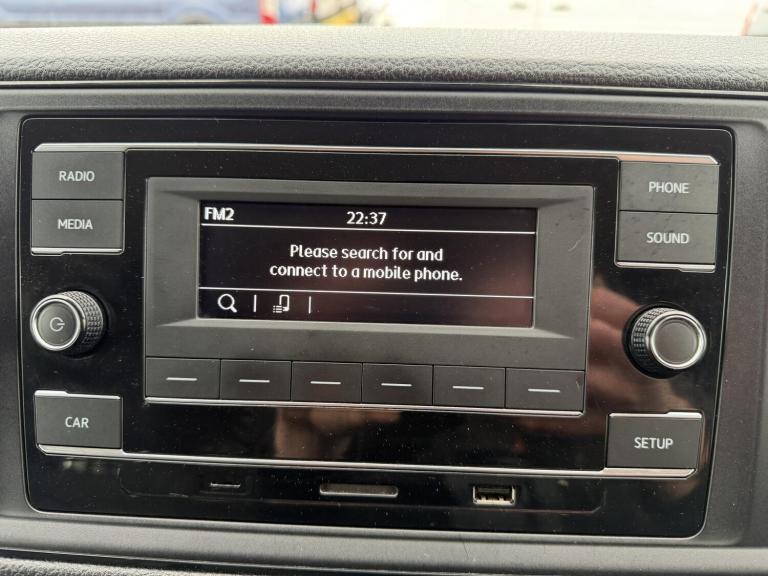 RADIO
MEDIA
FM2 22:37
Please search for and
connect to a mobile phone.
PHONE
SOUND
CAR
SETUP